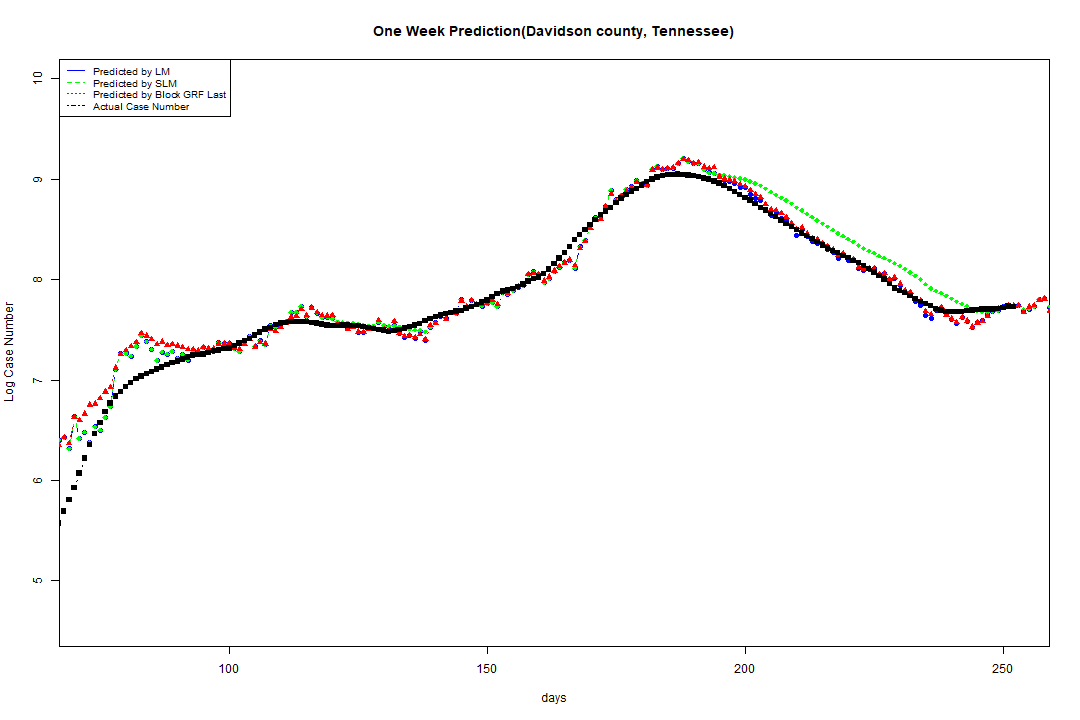 One Week Prediction(Davidson county, Tennessee)
Predicted by LM
Predicted by SLM
Predicted by Block GRF Last
Actual Case Number
10
9
8
7
6
5
Log Case Number
100 150 200 250
days